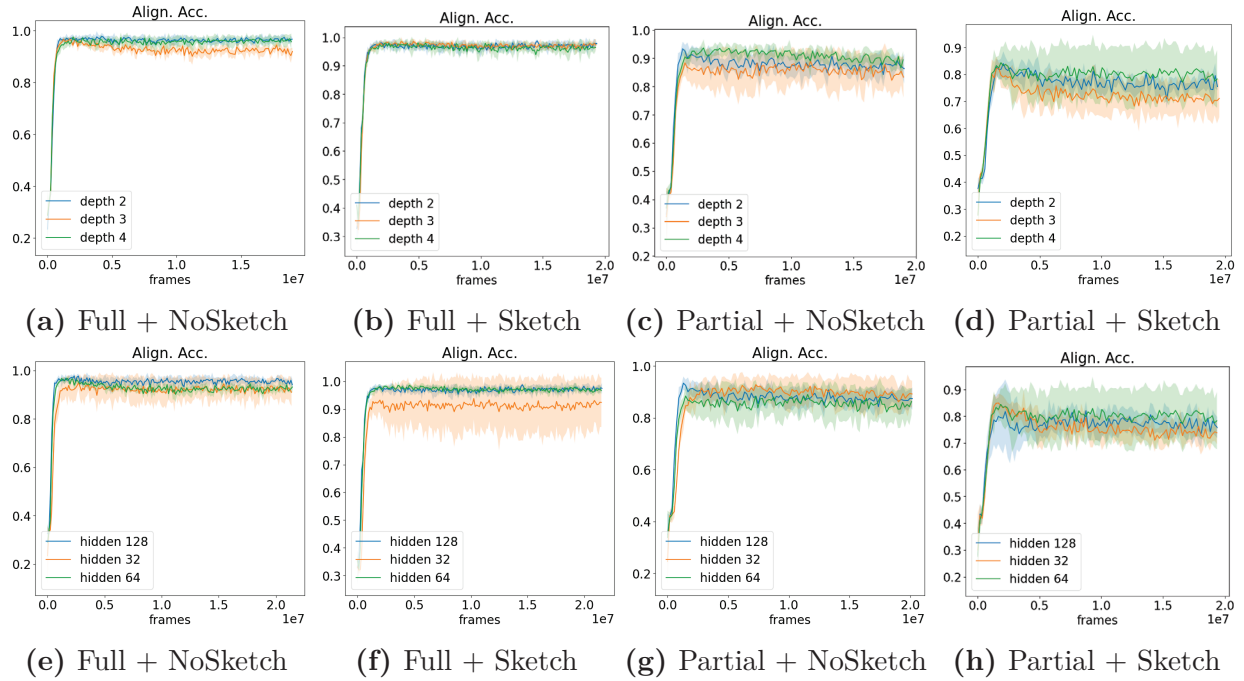 Align. Acc.
1.0
0.8
0.6
0.4
0.2
depth 2
depth 3
depth 4
0.0 0.5 1.0 1.5
frames
1e7
(a) Full + NoSketch
Align. Acc.
1.0
0.9
0.8
0.7
0.6
0.5
0.4
0.3
depth 2
depth 3
depth 4
0.0 0.5 1.0 1.5 2.0
frames
1e7
(b) Full + Sketch
Align. Acc.
1.0
0.9
0.8
0.7
0.6
0.5
0.4
0.3
0.2
depth 2
depth 3
depth 4
0.0 0.5 1.0 1.5 2.0
frames
1e7
(c) Partial + NoSketch
Align. Acc.
0.9
0.8
0.7
0.6
0.5
0.4
0.3
0.2
depth 2
depth 3
depth 4
0.0 0.5 1.0 1.5 2.0
frames
1e7
(d) Partial + Sketch
Align. Acc.
1.0
0.8
0.6
0.4
0.2
hidden 128
hidden 32
hidden 64
0.0 0.5 1.0 1.5 2.0
frames
1e7
(e) Full + NoSketch
Align. Acc.
1.0
0.9
0.8
0.7
0.6
0.5
0.4
0.3
hidden 128
hidden 32
hidden 64
0.0 0.5 1.0 1.5 2.0
frames
1e7
(f) Full + Sketch
Align. Acc.
1.0
0.8
0.6
0.4
0.2
hidden 128
hidden 32
hidden 64
0.0 0.5 1.0 1.5 2.0
frames
1e7
(g) Partial + NoSketch
Align. Acc.
0.9
0.8
0.7
0.6
0.5
0.4
0.3
0.2
hidden 128
hidden 32
hidden 64
0.0 0.5 1.0 1.5 2.0
frames
1e7
(h) Partial + Sketch